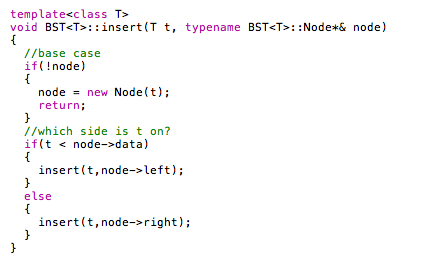 template<class T>
void BST<T>::insert(T t, typename BST<T>::Node*& node)
{
  //base case
  if(!node)
  {
    node = new Node(t);
    return;
  }
  //which side is t on?
  if(t < node->data)
  {
    insert(t,node->left);
  }
  else
  {
    insert(t,node->right);
  }
}